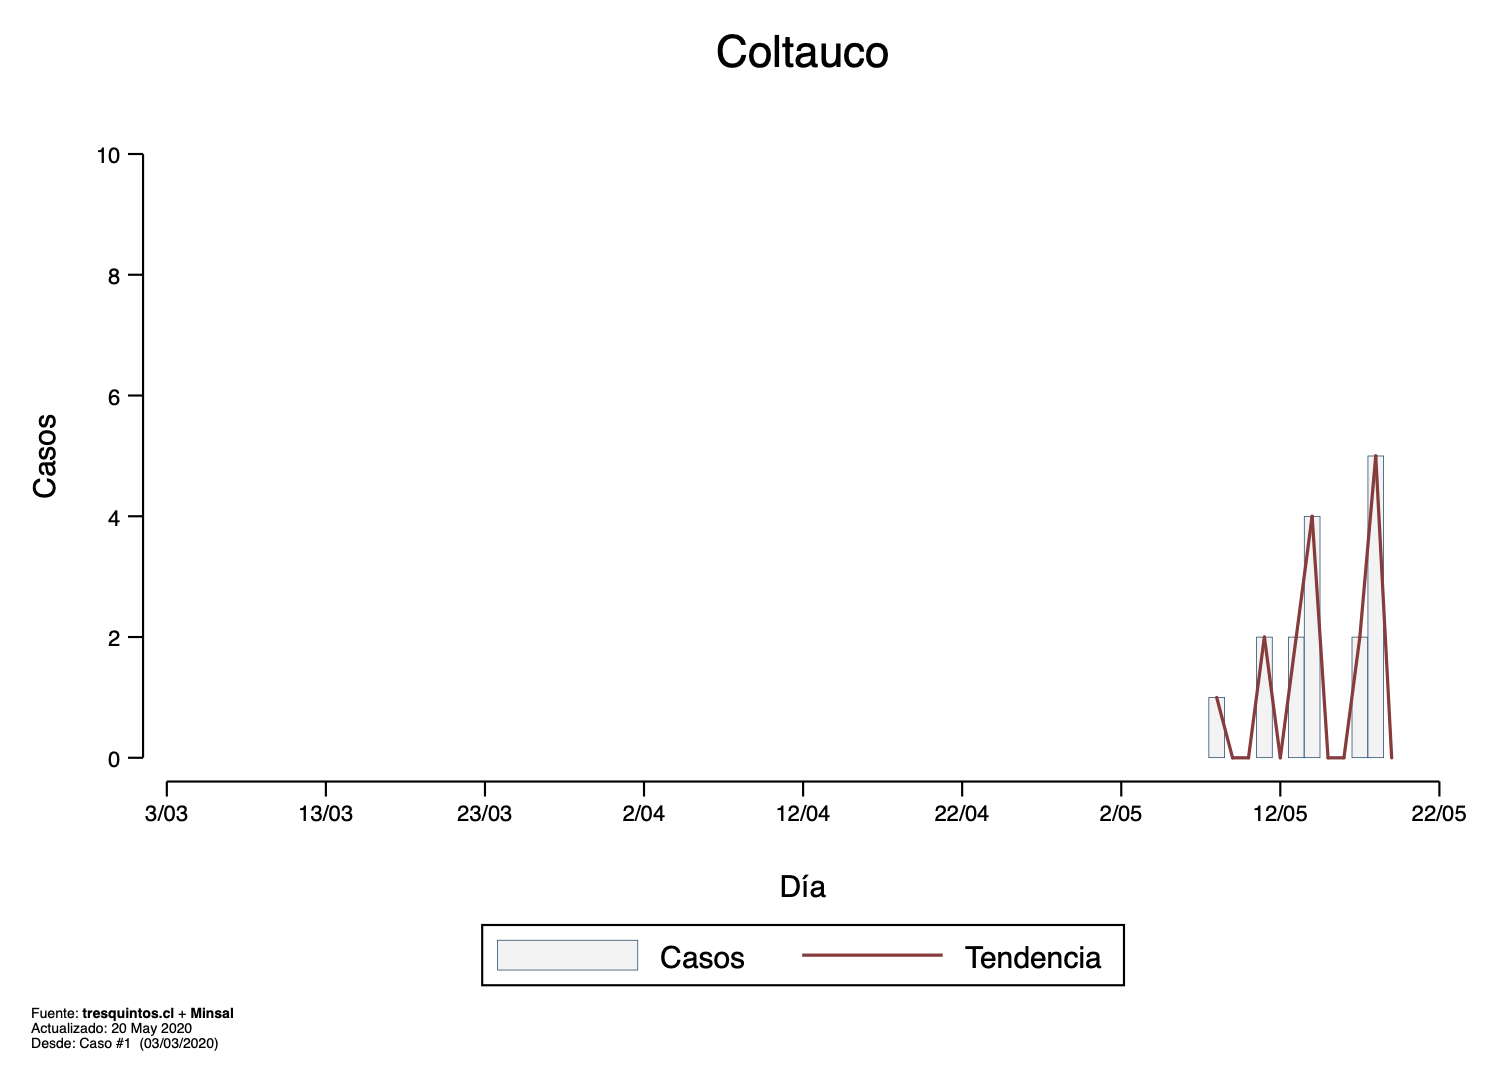 Coltauco
10
8
6
4
2
0
Casos
3/03 13/03 23/03 2/04 12/04 22/04 2/05 12/05 22/05
Día
Casos Tendencia
Fuente: tresquintos.cl + Minsal
Actualizado: 20 May 2020
Desde: Caso #1 (03/03/2020)